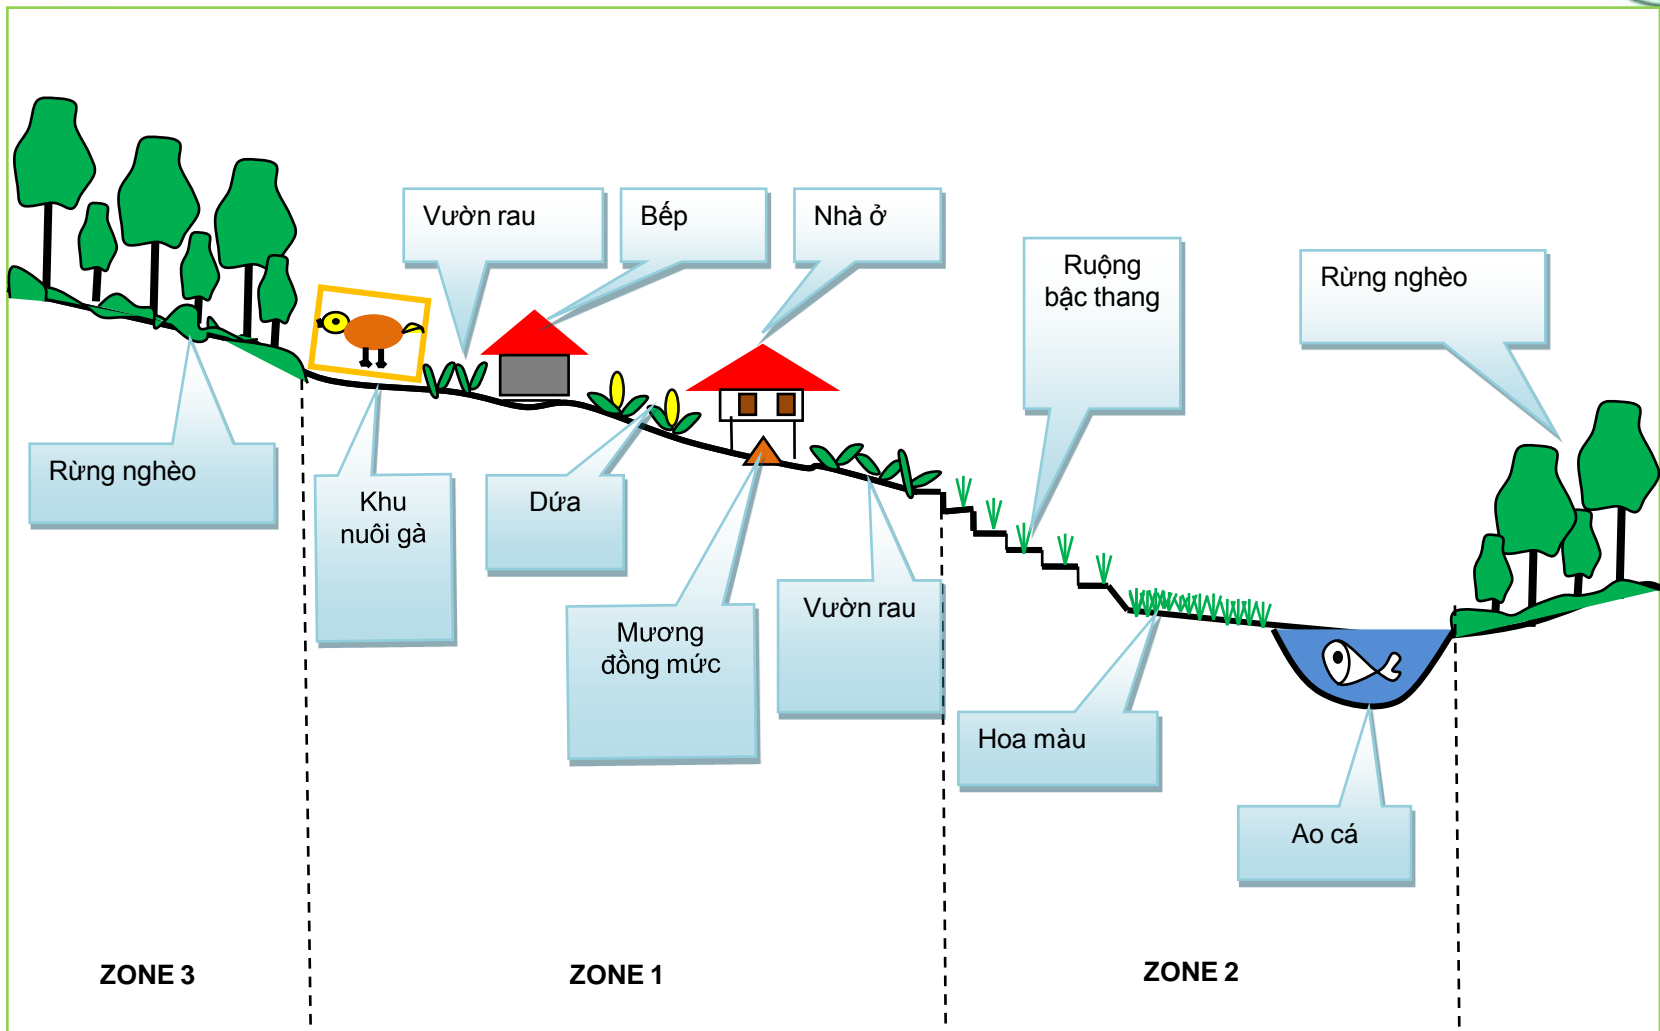 Vườn rau
Bếp
Nhà ở
Ruộng
bậc thang
Rừng nghèo
Rừng nghèo
Khu
nuôi gà
Dứa
Mương
đồng mức
Vườn rau
Hoa màu
Ao cá
ZONE 3
ZONE 1
ZONE 2